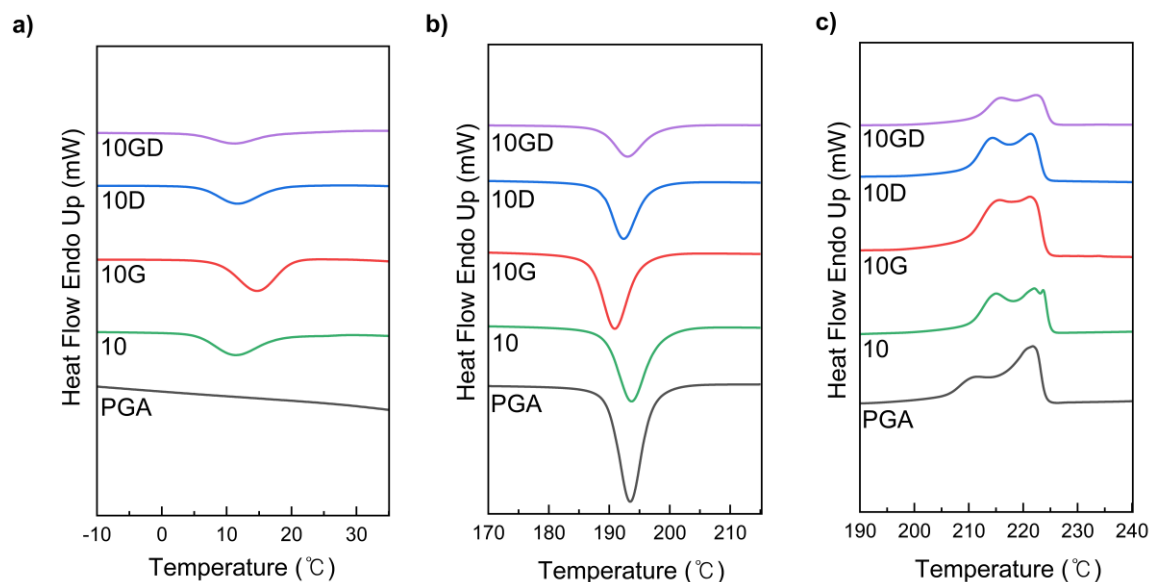 a)
Heat Flow Endo Up (mW)
10GD
10D
10G
10
PGA
-10 0 10 20 30
Temperature (℃)
b)
Heat Flow Endo Up (mW)
10GD
10D
10G
10
PGA
170 180 190 200 210
Temperature (℃)
c)
Heat Flow Endo Up (mW)
10GD
10D
10G
10
PGA
190 200 210 220 230 240
Temperature (℃)